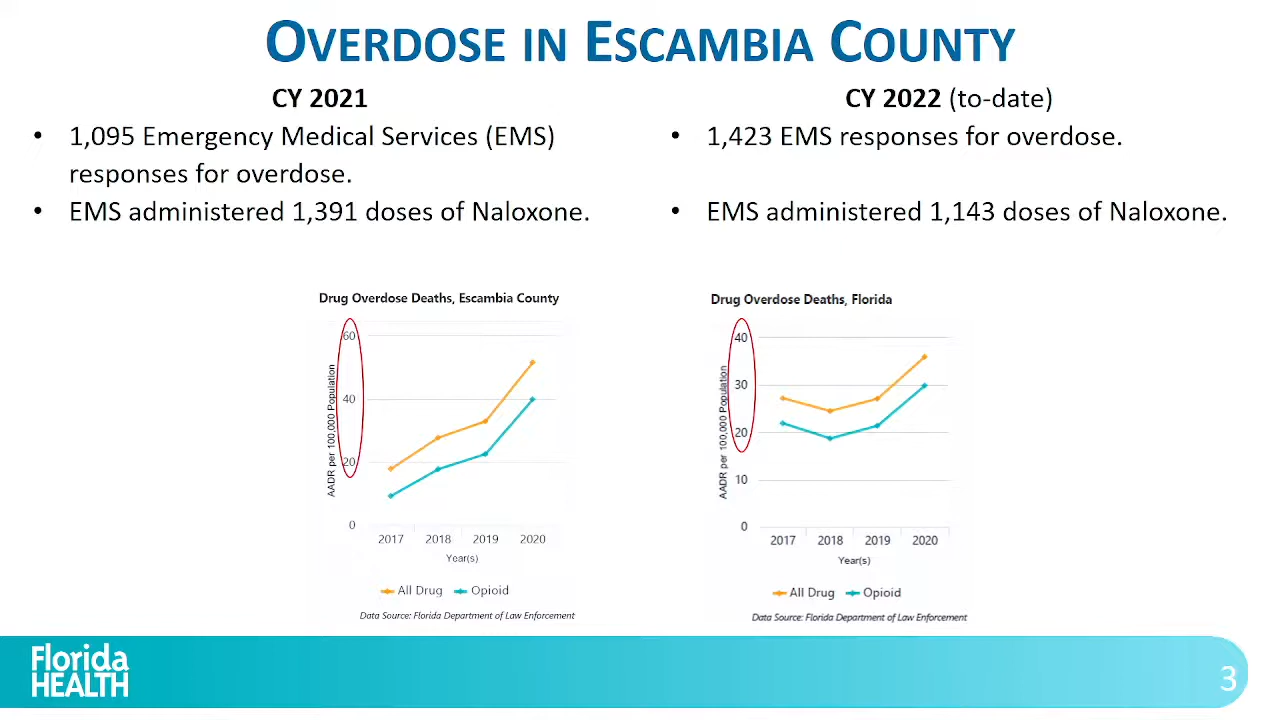 OVERDOSE IN ESCAMBIA COUNTY
CY 2021
• 1,095 Emergency Medical Services (EMS)
responses for overdose.
• EMS administered 1,391 doses of Naloxone.
CY 2022 (to-date)
• 1,423 EMS responses for overdose.
• EMS administered 1,143 doses of Naloxone.
Drug Overdose Deaths, Escambia County
AADR per 100,000 Population
60
40
20
0
2017 2018 2019 2020
Year(s)
All Drug Opioid
Data Source: Florida Department of Law Enforcement
Drug Overdose Deaths, Florida
AADR per 100,000 Population
40
30
20
10
0
2017 2018 2019 2020
Year(s)
All Drug Opioid
Data Source: Florida Department of Law Enforcement
Florida
HEALTH
3